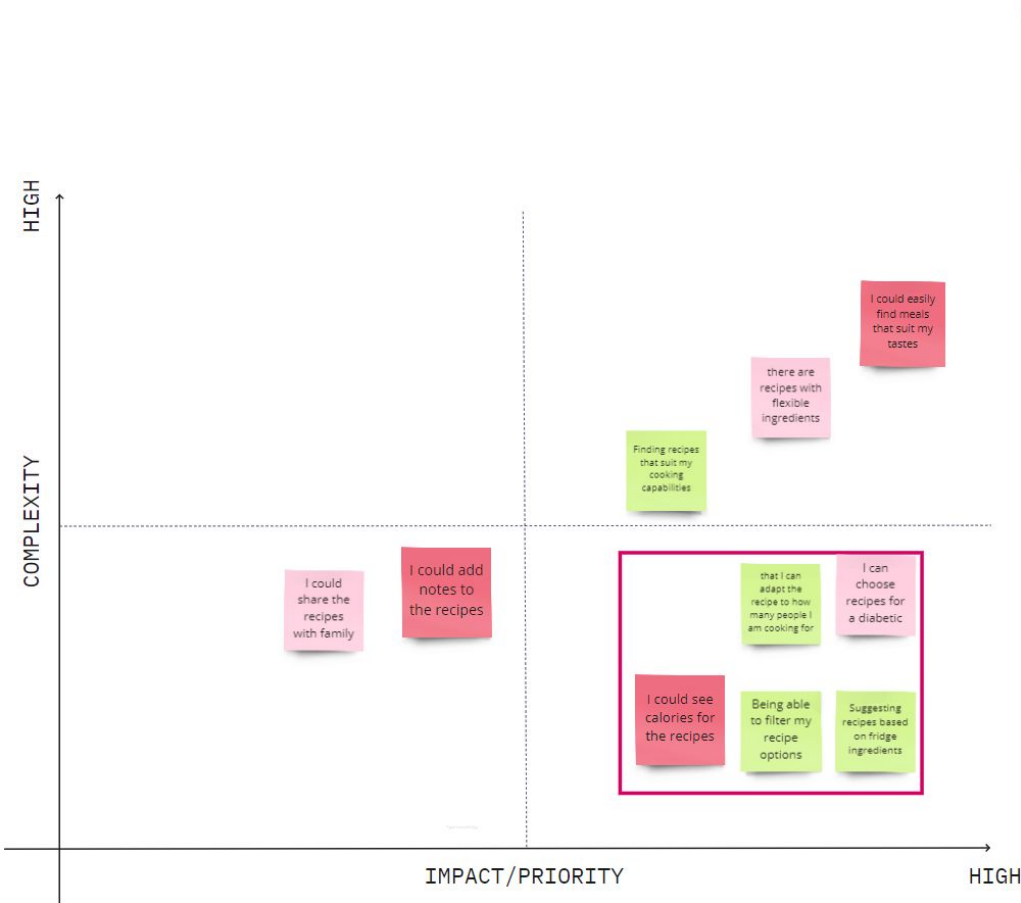 HIGH
I could easily
find meals
that suit my
tastes
there are
recipes with
flexible
ingredients
Finding recipes
that suit my
cooking
capabilities
COMPLEXITY
I could
share the
recipes
with family
I could add
notes to
the recipes
that I can
adapt the
recipe to how
many people I
am cooking for
I can
choose
recipes for
a diabetic
I could see
calories for
the recipes
Being able
to filter my
recipe
options
Suggesting
recipes based
on fridge
ingredients
IMPACT/PRIORITY
HIGH